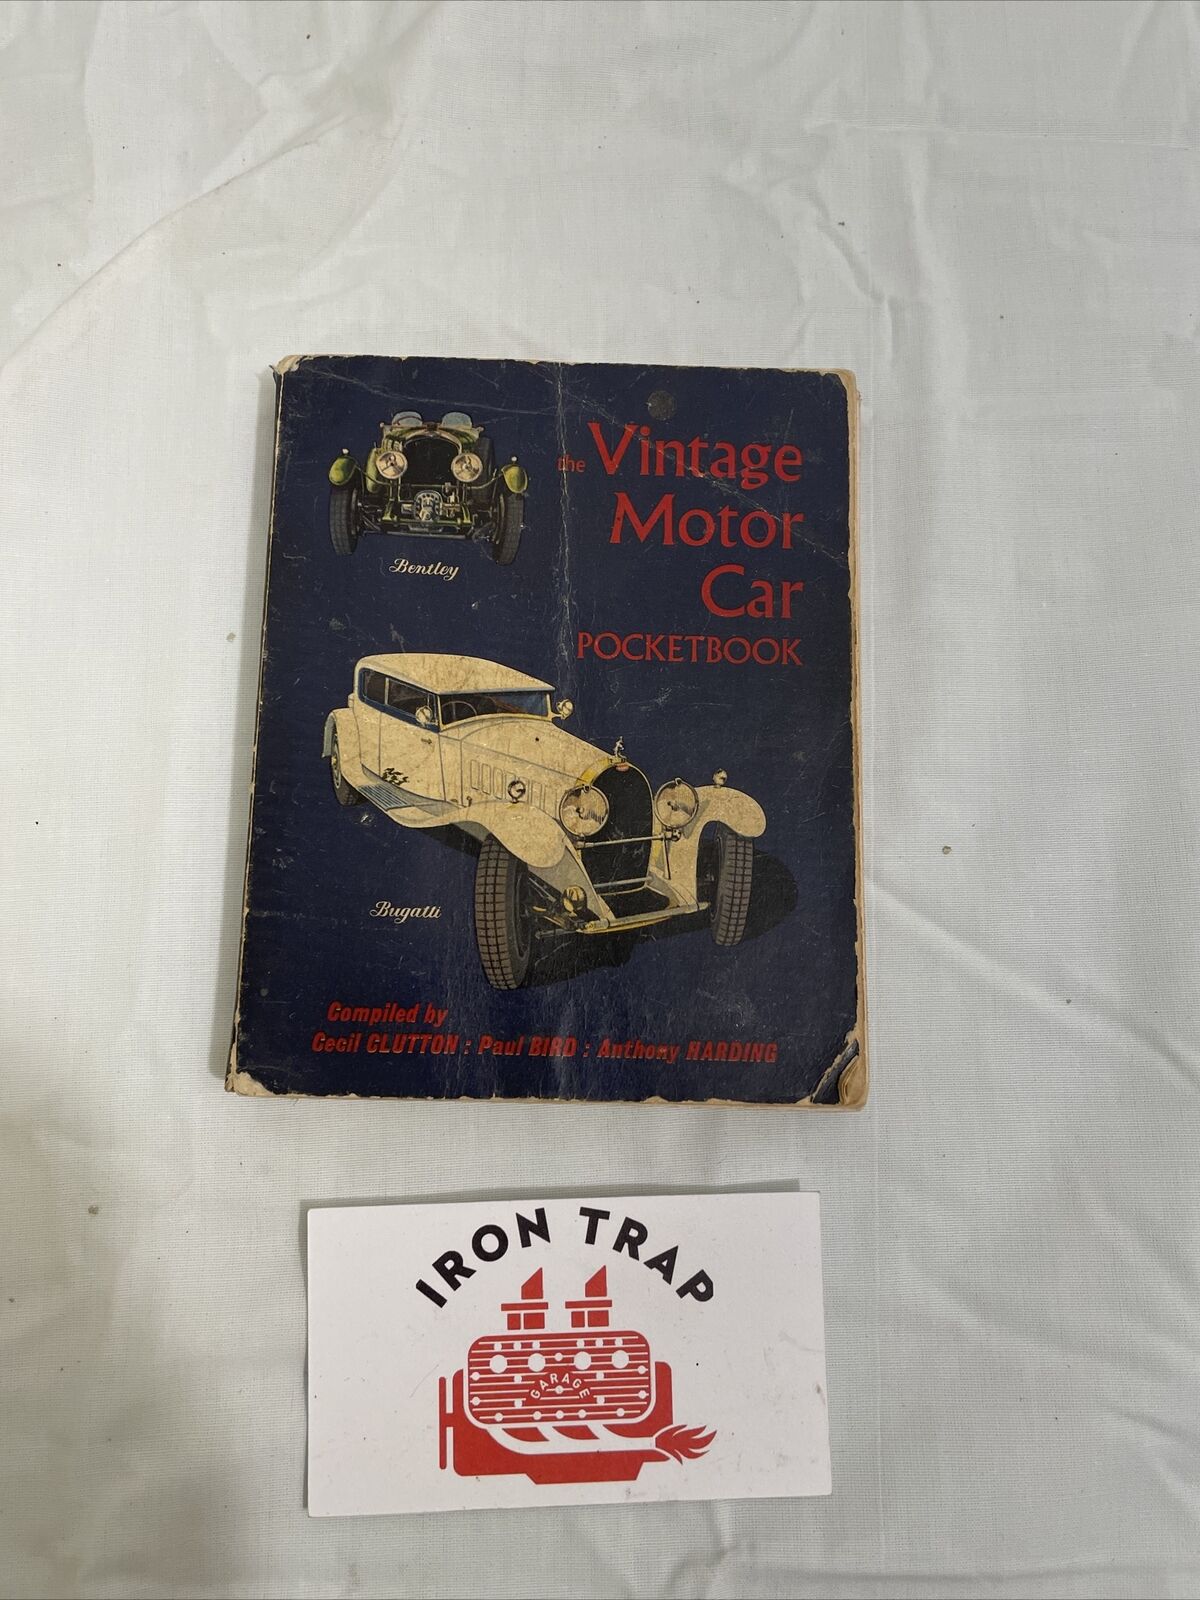 the Vintage
Motor
Car
POCKETBOOK
Bentley
Bugatti
Compiled by
Cecil CLUTTON : Paul BIRD : Anthony HARDING
IRON TRAP
GARAGE